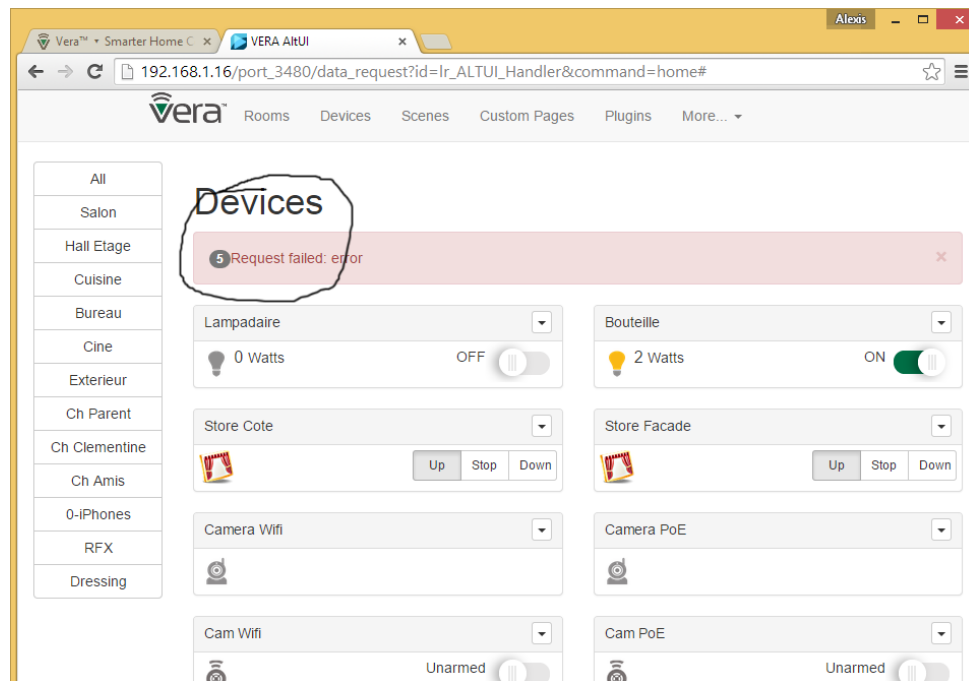 Alexis
Vera™ • Smarter Home C
VERA AltUI
192.168.1.16/port_3480/data_request?id=lr_ALTUI_Handler&command=home#
vera™ Rooms Devices Scenes Custom Pages Plugins More...
All
Salon
Hall Etage
Cuisine
Bureau
Cine
Exterieur
Ch Parent
Ch Clementine
Ch Amis
0-iPhones
RFX
Dressing
Devices
5 Request failed: error
×
Lampadaire
0 Watts OFF
Bouteille
2 Watts ON
Store Cote
Up Stop Down
Store Facade
Up Stop Down
Camera Wifi
Camera PoE
Cam Wifi
Unarmed
Cam PoE
Unarmed